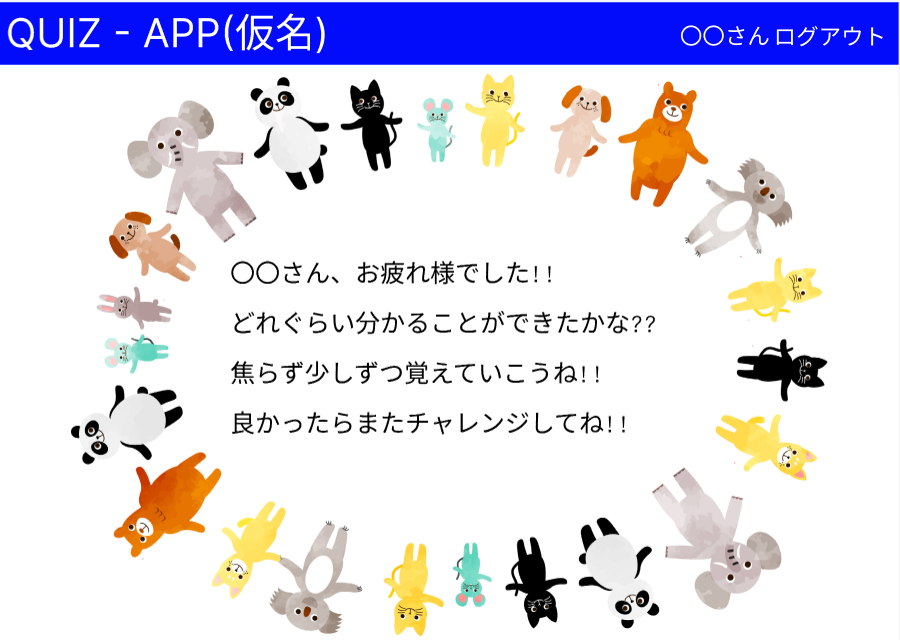 QUIZ - APP(仮名)
〇〇さん ログアウト
〇〇さん、お疲れ様でした!!
どれぐらい分かることができたかな??
焦らず少しずつ覚えていこうね!!
良かったらまたチャレンジしてね!!